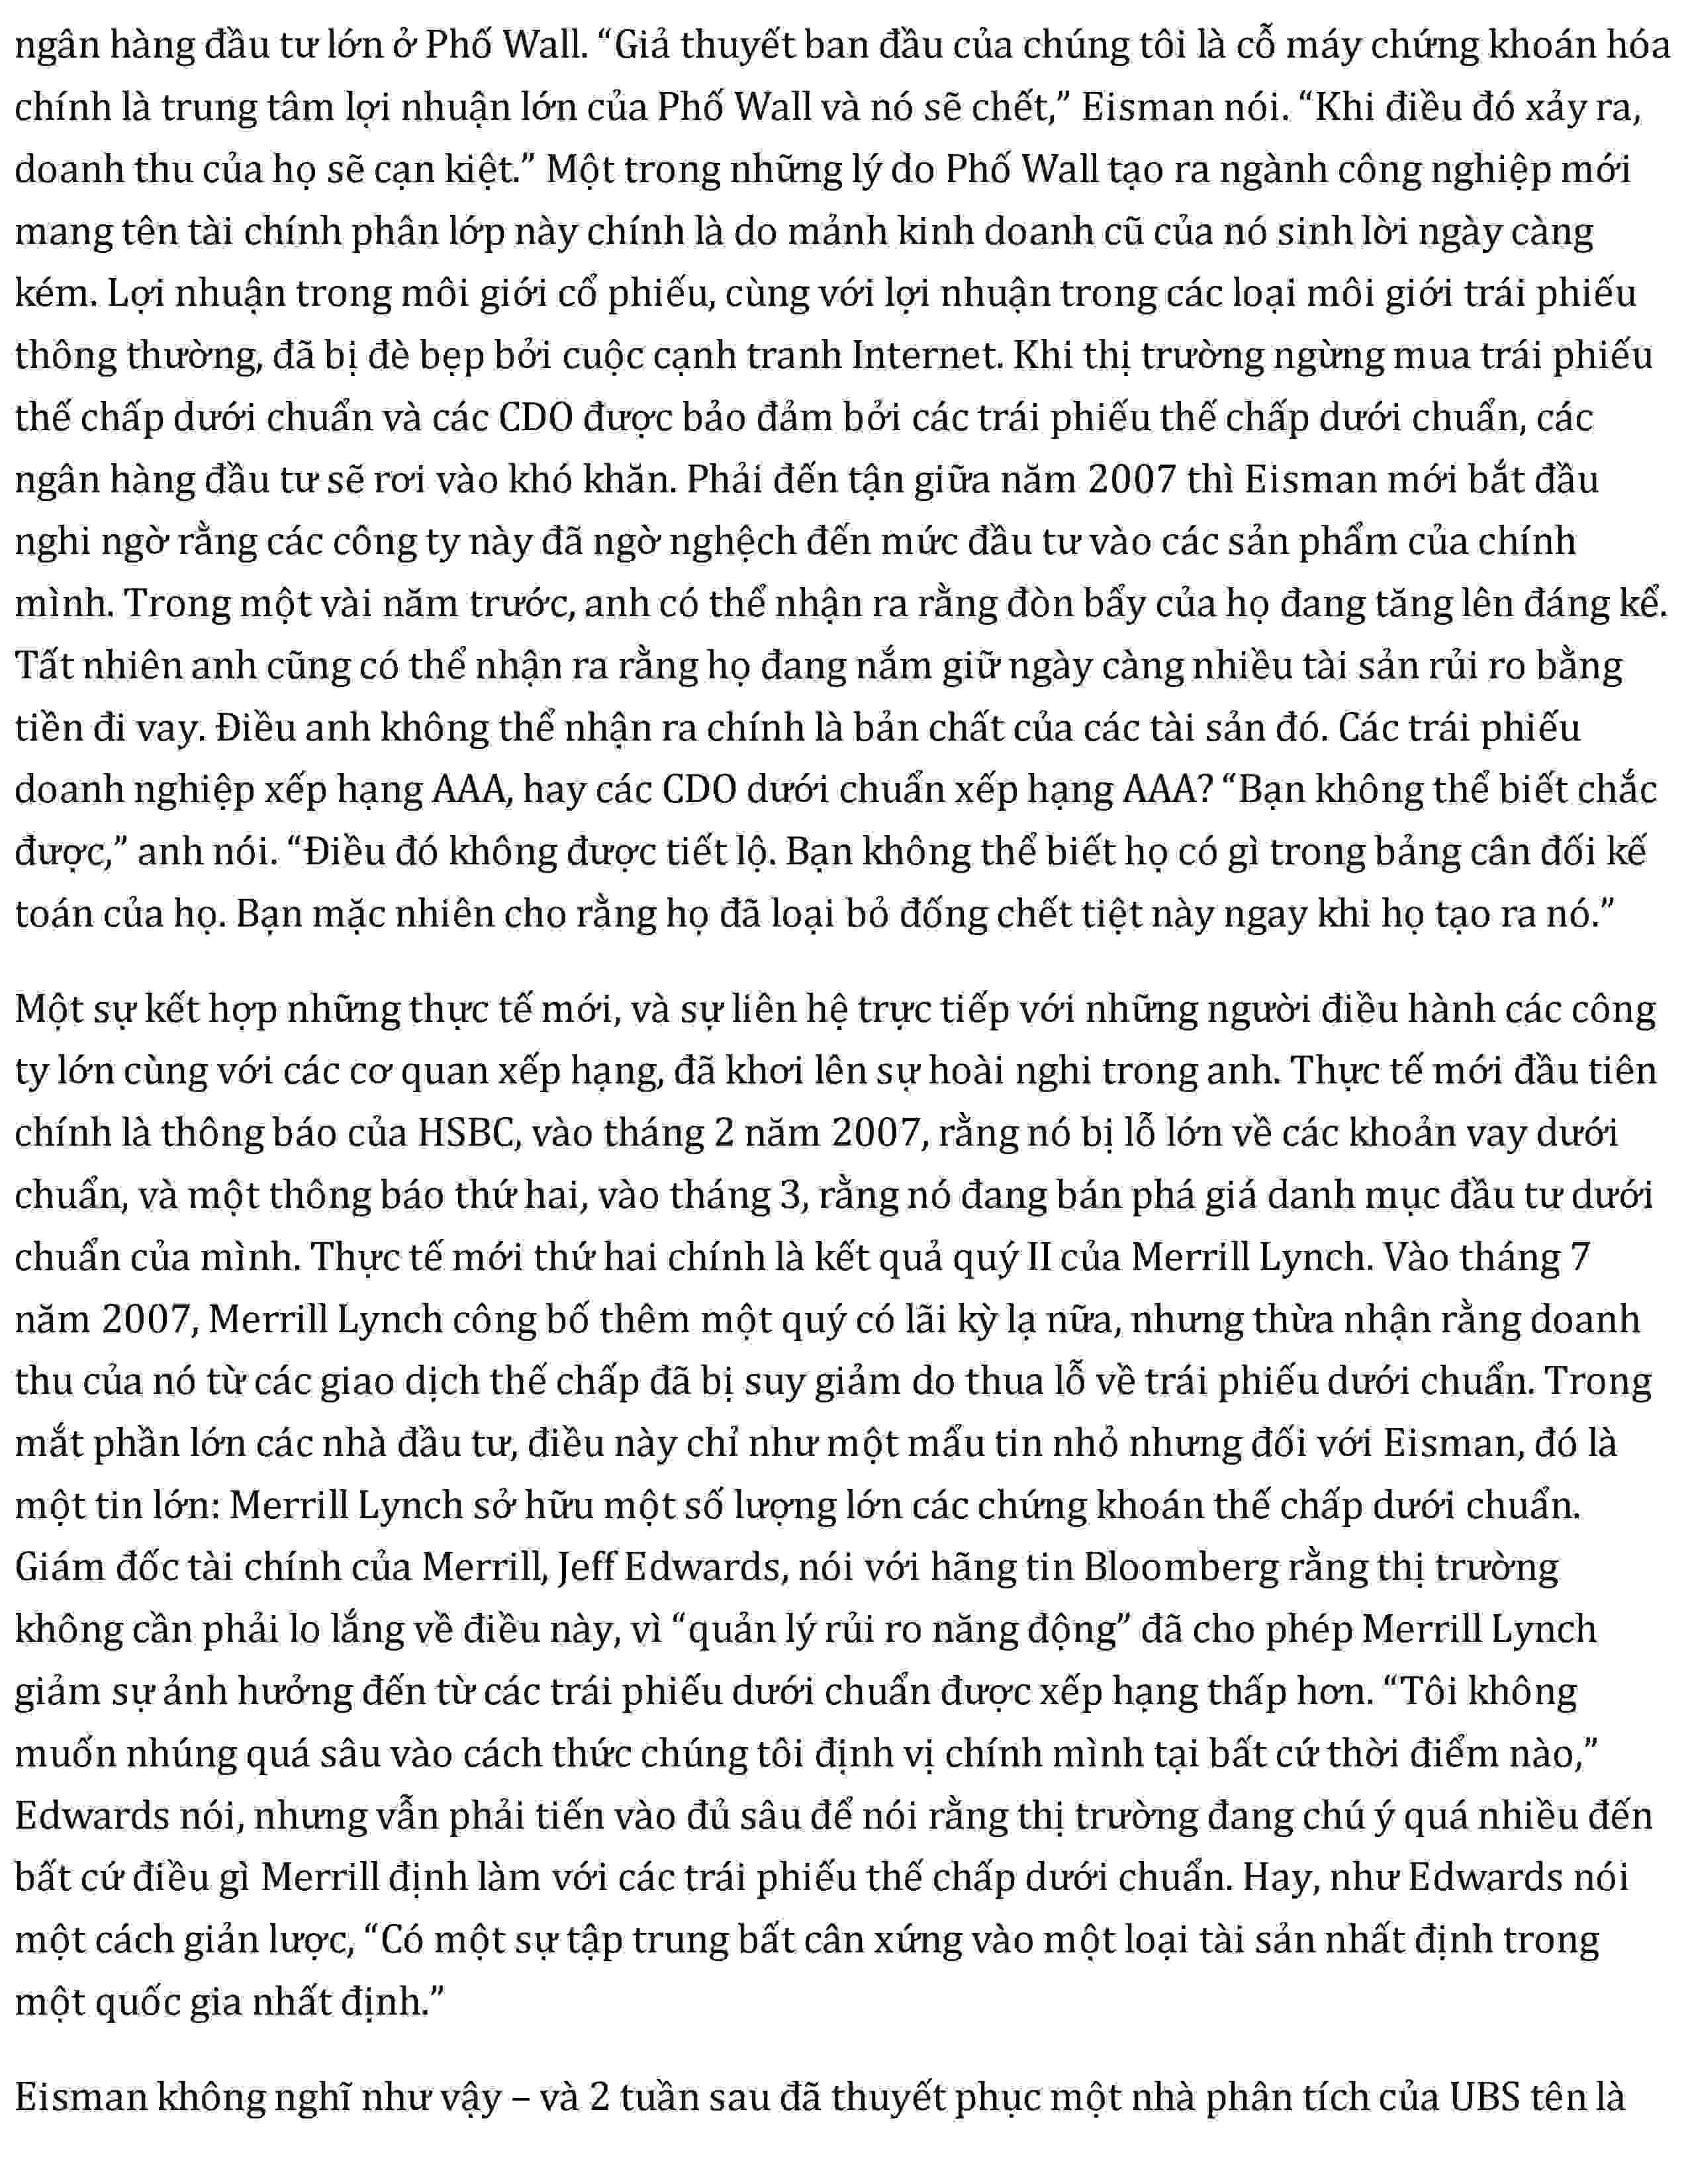 ngân hàng đầu tư lớn ở Phố Wall. “Giả thuyết ban đầu của chúng tôi là cỗ máy chứng khoán hóa
chính là trung tâm lợi nhuận lớn của Phố Wall và nó sẽ chết,” Eisman nói. “Khi điều đó xảy ra,
doanh thu của họ sẽ cạn kiệt.” Một trong những lý do Phố Wall tạo ra ngành công nghiệp mới
mang tên tài chính phân lớp này chính là do mảnh kinh doanh cũ của nó sinh lời ngày càng
kém. Lợi nhuận trong môi giới cổ phiếu, cùng với lợi nhuận trong các loại môi giới trái phiếu
thông thường, đã bị đè bẹp bởi cuộc cạnh tranh Internet. Khi thị trường ngừng mua trái phiếu
thế chấp dưới chuẩn và các CDO được bảo đảm bởi các trái phiếu thế chấp dưới chuẩn, các
ngân hàng đầu tư sẽ rơi vào khó khăn. Phải đến tận giữa năm 2007 thì Eisman mới bắt đầu
nghi ngờ rằng các công ty này đã ngờ nghệch đến mức đầu tư vào các sản phẩm của chính
mình. Trong một vài năm trước, anh có thể nhận ra rằng đòn bẩy của họ đang tăng lên đáng kể.
Tất nhiên anh cũng có thể nhận ra rằng họ đang nắm giữ ngày càng nhiều tài sản rủi ro bằng
tiền đi vay. Điều anh không thể nhận ra chính là bản chất của các tài sản đó. Các trái phiếu
doanh nghiệp xếp hạng AAA, hay các CDO dưới chuẩn xếp hạng AAA? “Bạn không thể biết chắc
được,” anh nói. “Điều đó không được tiết lộ. Bạn không thể biết họ có gì trong bảng cân đối kế
toán của họ. Bạn mặc nhiên cho rằng họ đã loại bỏ đống chết tiệt này ngay khi họ tạo ra nó.”
Một sự kết hợp những thực tế mới, và sự liên hệ trực tiếp với những người điều hành các công
ty lớn cùng với các cơ quan xếp hạng, đã khơi lên sự hoài nghi trong anh. Thực tế mới đầu tiên
chính là thông báo của HSBC, vào tháng 2 năm 2007, rằng nó bị lỗ lớn về các khoản vay dưới
chuẩn, và một thông báo thứ hai, vào tháng 3, rằng nó đang bán phá giá danh mục đầu tư dưới
chuẩn của mình. Thực tế mới thứ hai chính là kết quả quý II của Merrill Lynch. Vào tháng 7
năm 2007, Merrill Lynch công bố thêm một quý có lãi kỳ lạ nữa, nhưng thừa nhận rằng doanh
thu của nó từ các giao dịch thế chấp đã bị suy giảm do thua lỗ về trái phiếu dưới chuẩn. Trong
mắt phần lớn các nhà đầu tư, điều này chỉ như một mẩu tin nhỏ nhưng đối với Eisman, đó là
một tin lớn: Merrill Lynch sở hữu một số lượng lớn các chứng khoán thế chấp dưới chuẩn.
Giám đốc tài chính của Merrill, Jeff Edwards, nói với hãng tin Bloomberg rằng thị trường
không cần phải lo lắng về điều này, vì “quản lý rủi ro năng động” đã cho phép Merrill Lynch
giảm sự ảnh hưởng đến từ các trái phiếu dưới chuẩn được xếp hạng thấp hơn. “Tôi không
muốn nhúng quá sâu vào cách thức chúng tôi định vị chính mình tại bất cứ thời điểm nào,”
Edwards nói, nhưng vẫn phải tiến vào đủ sâu để nói rằng thị trường đang chú ý quá nhiều đến
bất cứ điều gì Merrill định làm với các trái phiếu thế chấp dưới chuẩn. Hay, như Edwards nói
một cách giản lược, “Có một sự tập trung bất cân xứng vào một loại tài sản nhất định trong
một quốc gia nhất định.”
Eisman không nghĩ như vậy – và 2 tuần sau đã thuyết phục một nhà phân tích của UBS tên là